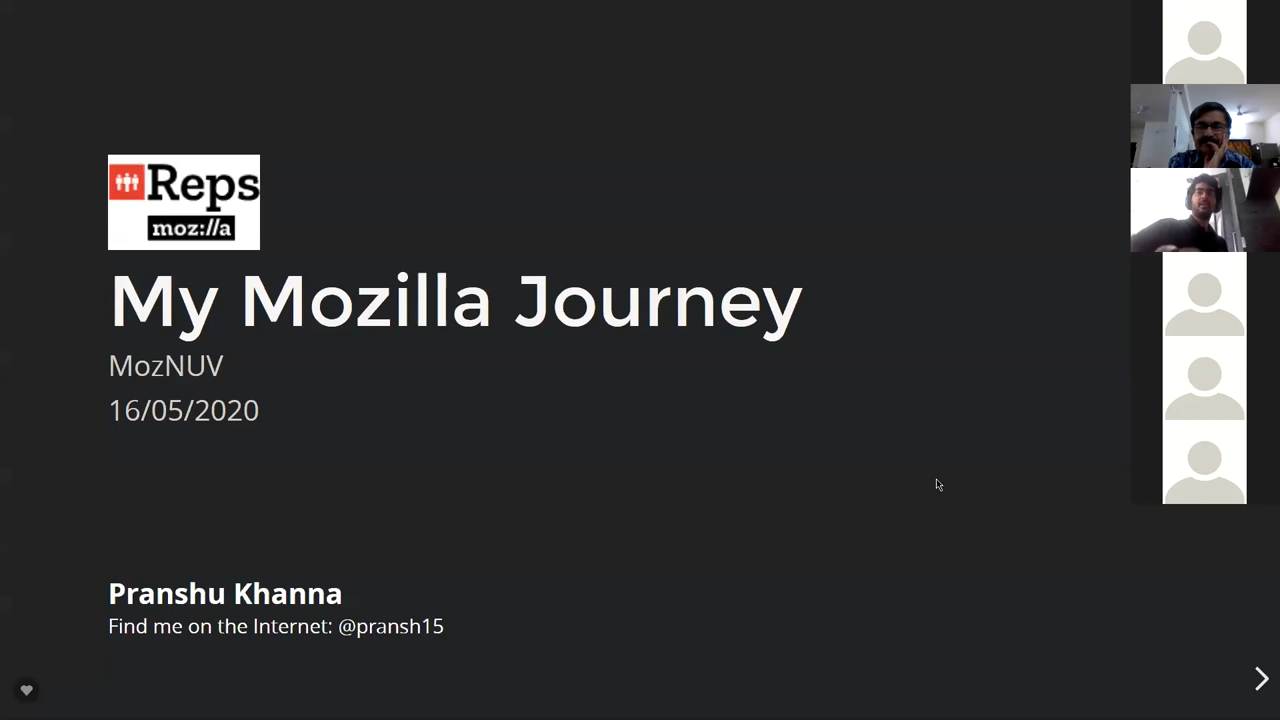 Reps
moz://a
My Mozilla Journey
MozNUV
16/05/2020
Pranshu Khanna
Find me on the Internet: @pransh15